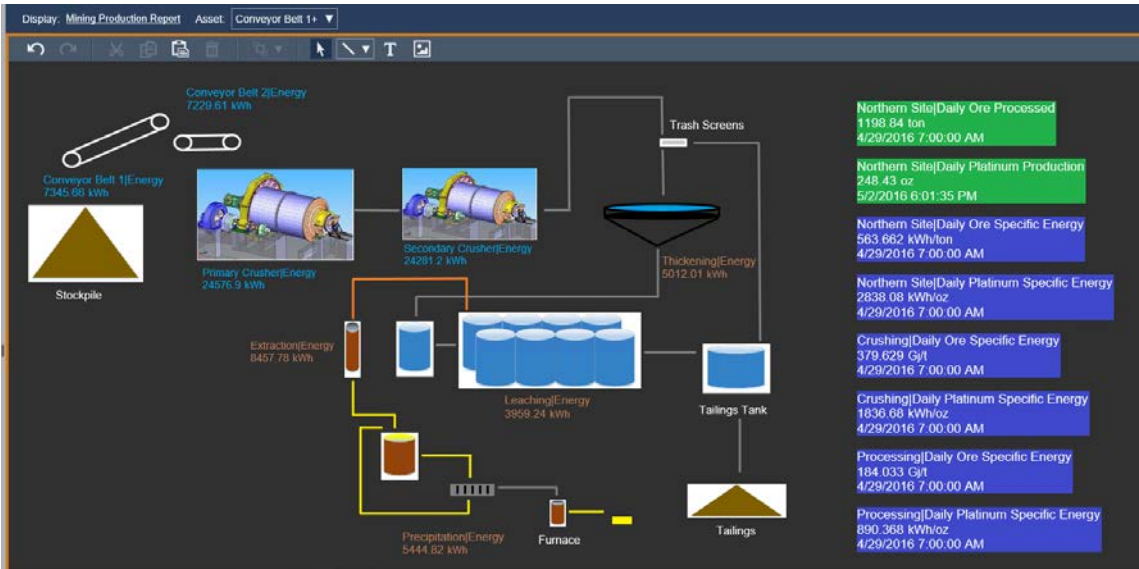 Display: Mining Production Report Asset: Conveyor Belt 1+ ▼
T
Conveyor Belt 2|Energy
7229.61 kWh
Conveyor Belt 1|Energy
7345.68 kWh
Stockpile
Primary Crusher|Energy
24576.9 kWh
Secondary Crusher|Energy
24281.2 kWh
Trash Screens
Thickening|Energy
5012.01 kWh
Extraction|Energy
8457.78 kWh
Leaching|Energy
3959.24 kWh
Tailings Tank
Precipitation|Energy
5444.82 kWh
Furnace
Tailings
Northern Site|Daily Ore Processed
1198.84 ton
4/29/2016 7:00:00 AM
Northern Site|Daily Platinum Production
248.43 oz
5/2/2016 6:01:35 PM
Northern Site|Daily Ore Specific Energy
563.662 kWh/ton
4/29/2016 7:00:00 AM
Northern Site|Daily Platinum Specific Energy
2838.08 kWh/oz
4/29/2016 7:00:00 AM
Crushing|Daily Ore Specific Energy
379.629 Gj/t
4/29/2016 7:00:00 AM
Crushing|Daily Platinum Specific Energy
1836.68 kWh/oz
4/29/2016 7:00:00 AM
Processing|Daily Ore Specific Energy
184.033 Gj/t
4/29/2016 7:00:00 AM
Processing|Daily Platinum Specific Energy
890.368 kWh/oz
4/29/2016 7:00:00 AM